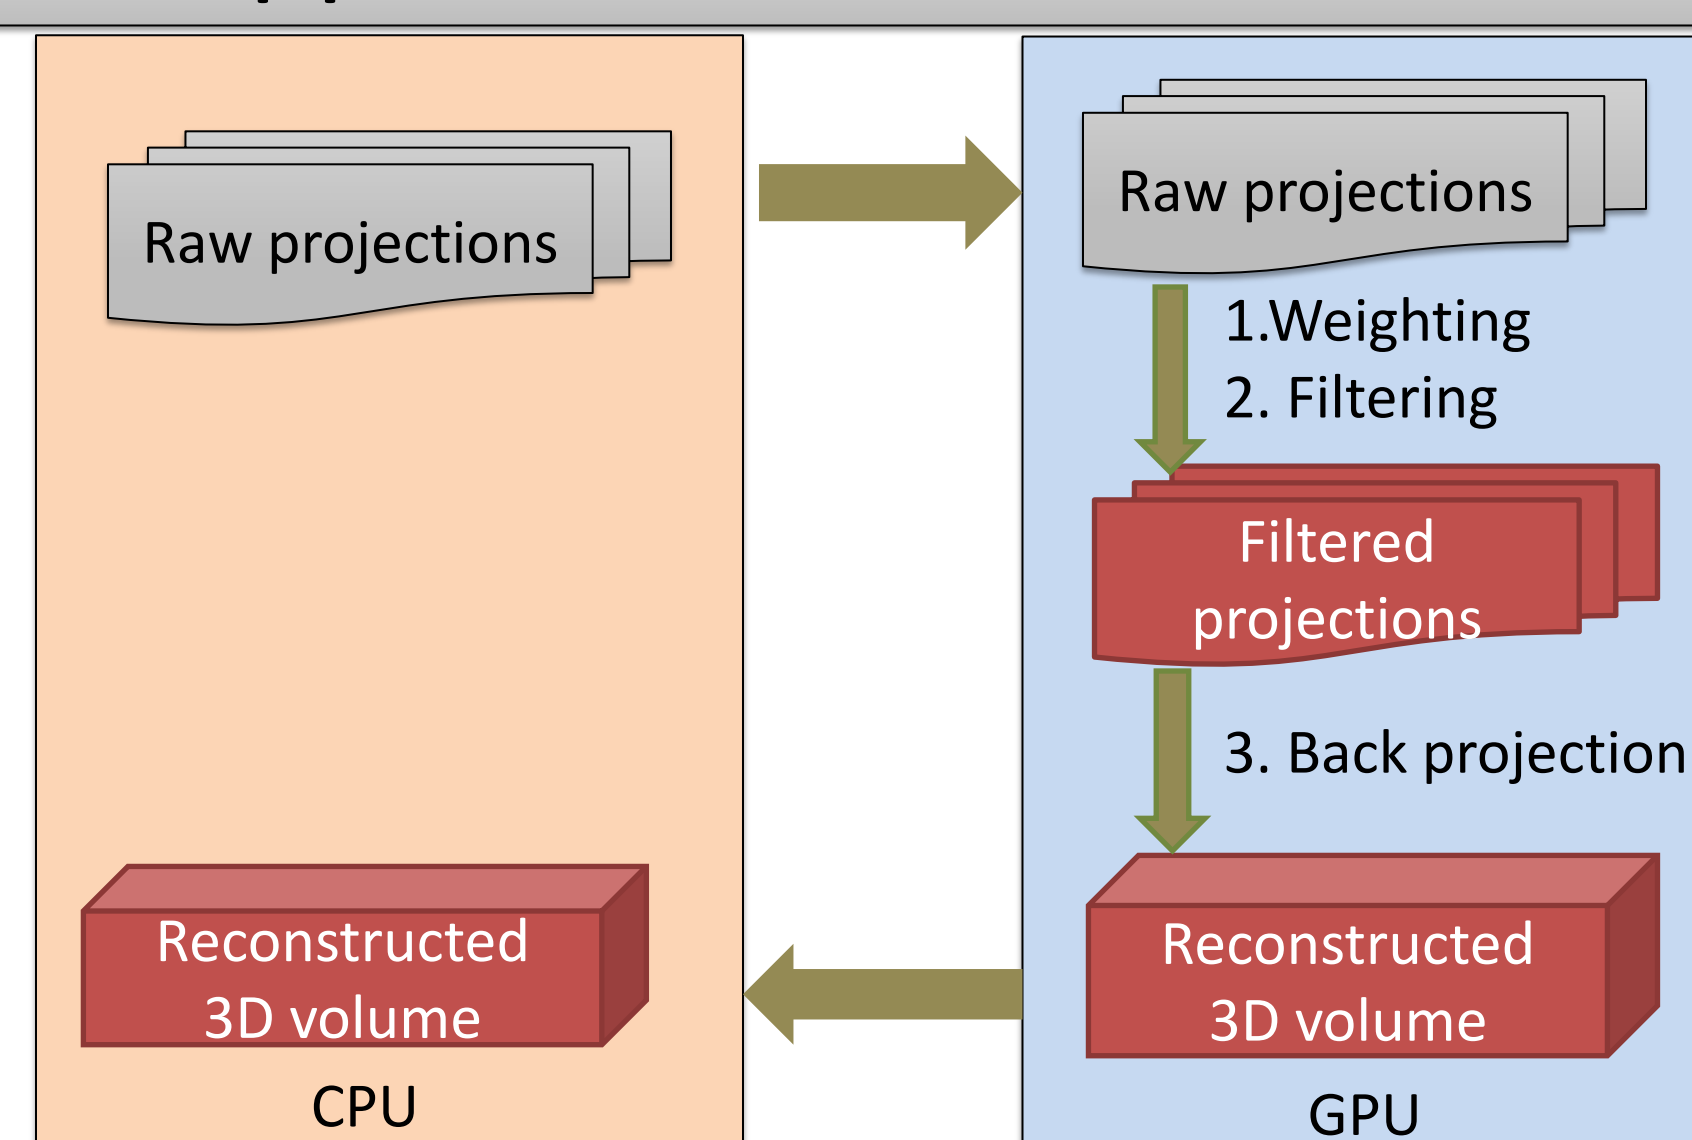 Raw projections
Raw projections
1.Weighting
2. Filtering
Filtered
projections
3. Back projection
Reconstructed
3D volume
Reconstructed
3D volume
CPU
GPU